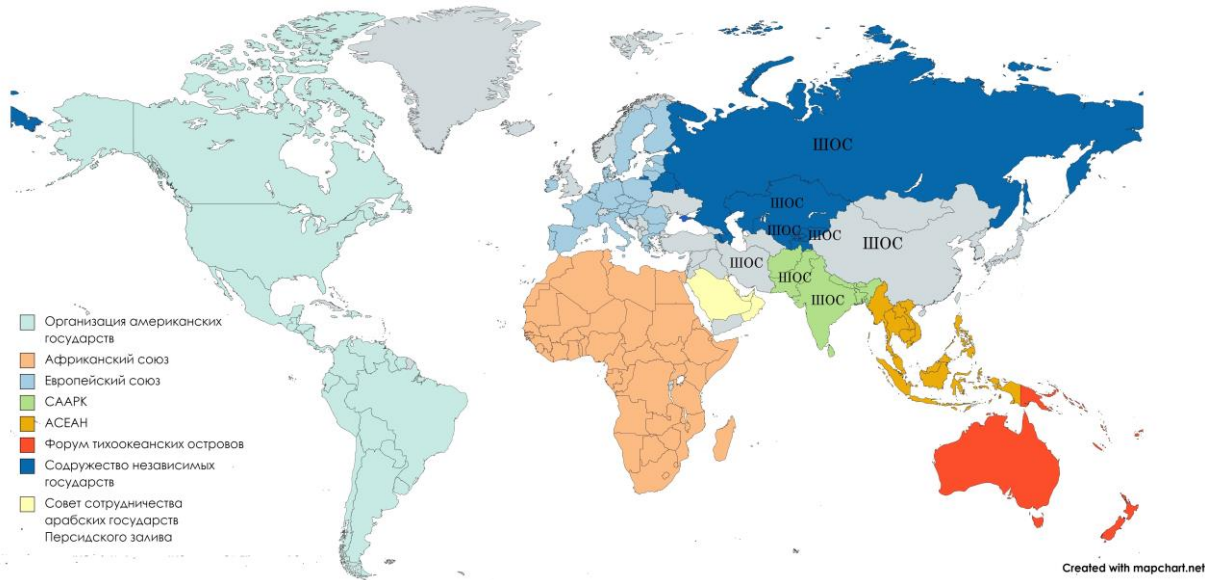 ШОС
ШОС
ШОС
ШОС
ШОС
ШОС
ШОС
ШОС
Организация американских
государств
Африканский союз
Европейский союз
СААРК
АСЕАН
Форум тихоокеанских островов
Содружество независимых
государств
Совет сотрудничества
арабских государств
Персидского залива
Created with mapchart.net